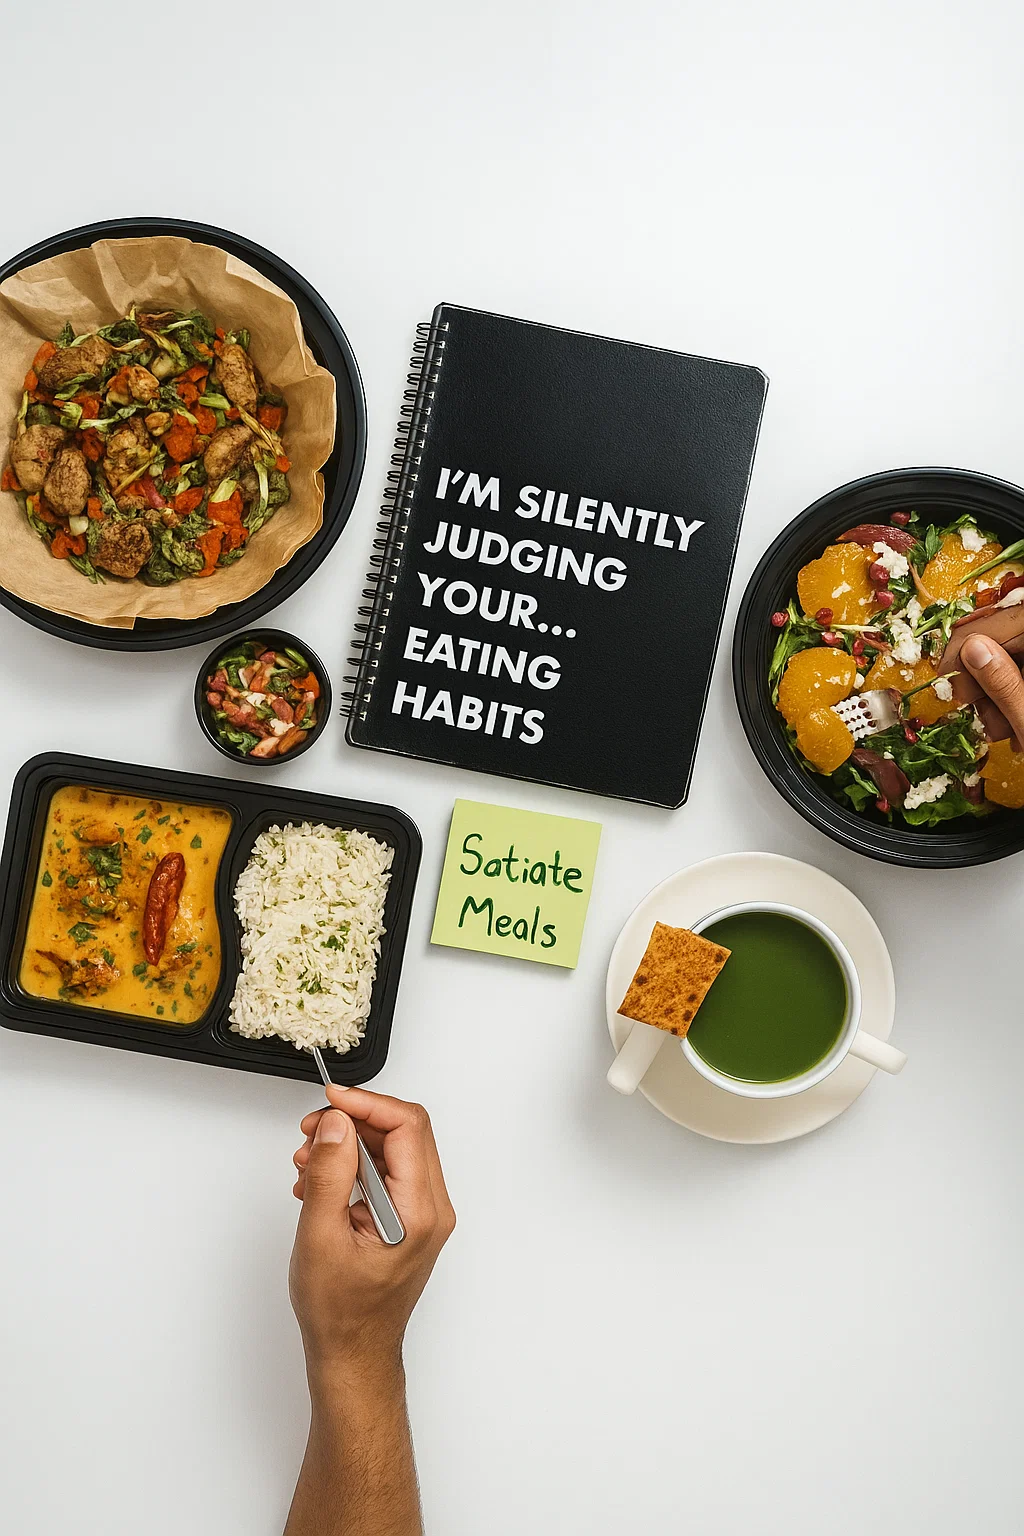 I'M SILENTLY
JUDGING
YOUR...
EATING
HABITS
Satiate
Meals